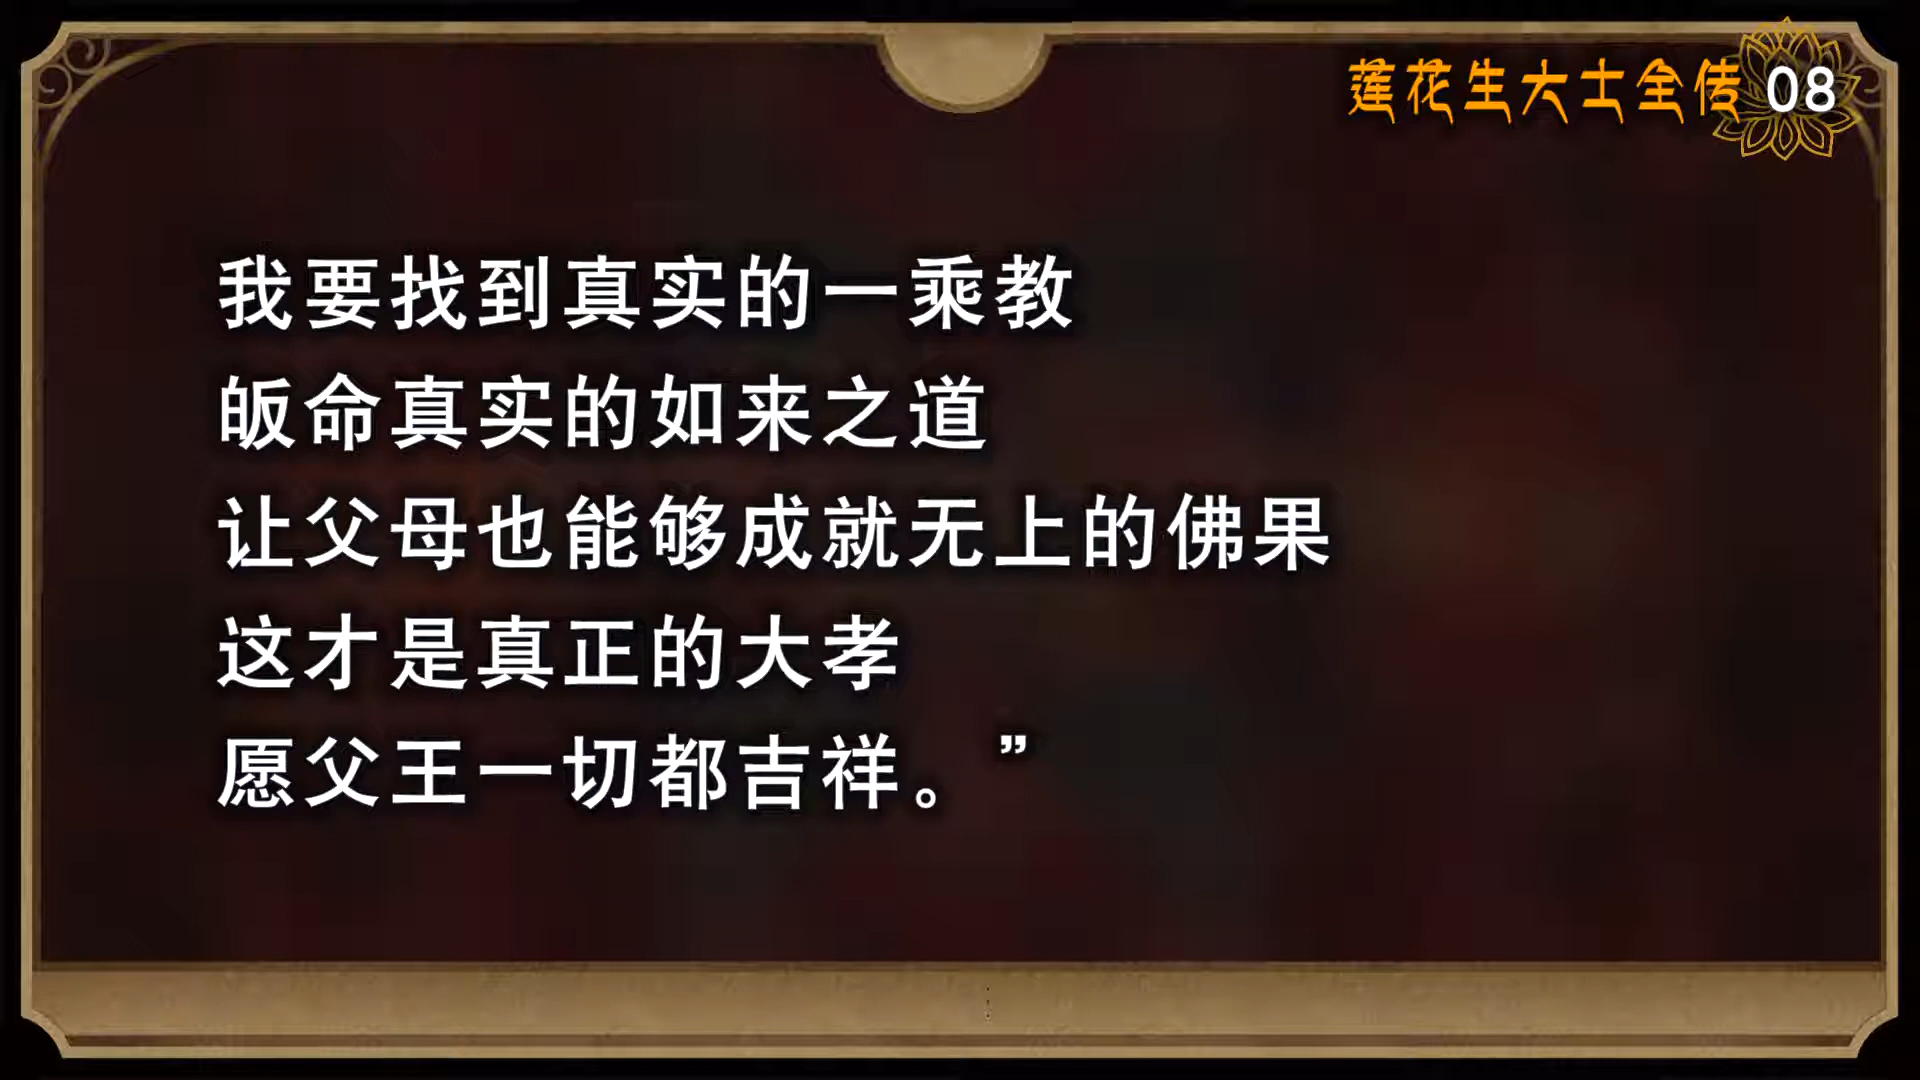 莲花生大士全传 08
我要找到真实的一乘教
皈命真实的如来之道
让父母也能够成就无上的佛果
这才是真正的大孝
愿父王一切都吉祥。”